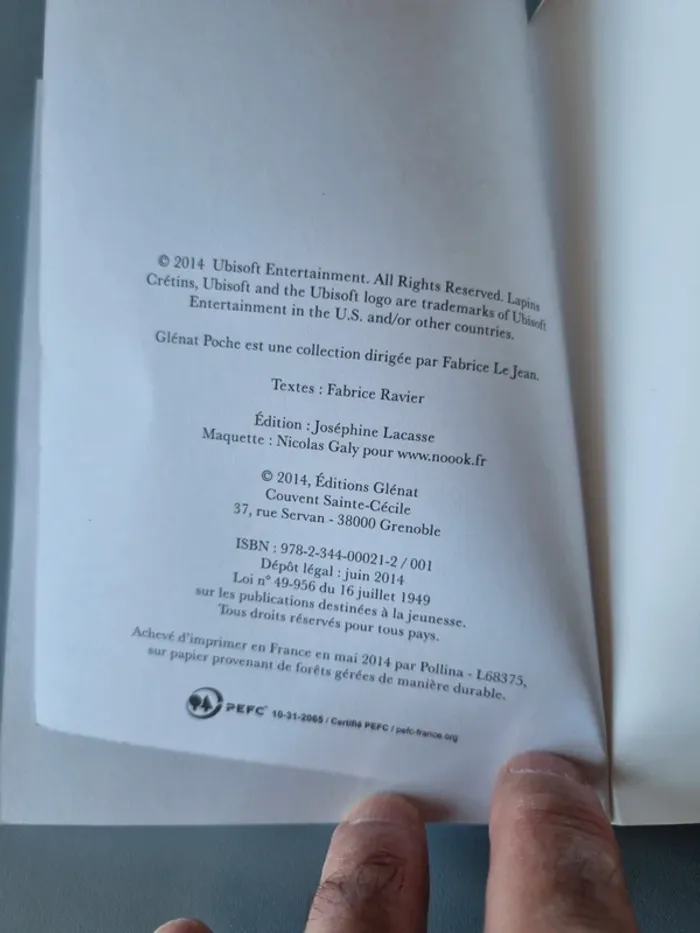 © 2014 Ubisoft Entertainment. All Rights Reserved. Lapins
Crétins, Ubisoft and the Ubisoft logo are trademarks of Ubisoft
Entertainment in the U.S. and/or other countries.
Glénat Poche est une collection dirigée par Fabrice Le Jean.
Textes : Fabrice Ravier
Édition : Joséphine Lacasse
Maquette : Nicolas Galy pour www.noook.fr
© 2014, Éditions Glénat
Couvent Sainte-Cécile
37, rue Servan - 38000 Grenoble
ISBN : 978-2-344-00021-2 / 001
Dépôt légal : juin 2014
Loi n° 49-956 du 16 juillet 1949
sur les publications destinées à la jeunesse.
Tous droits réservés pour tous pays.
Achevé d'imprimer en France en mai 2014 par Pollina - L68375,
sur papier provenant de forêts gérées de manière durable.
PEFC 10-31-2065 / Certifié PEFC / pefc-france.org